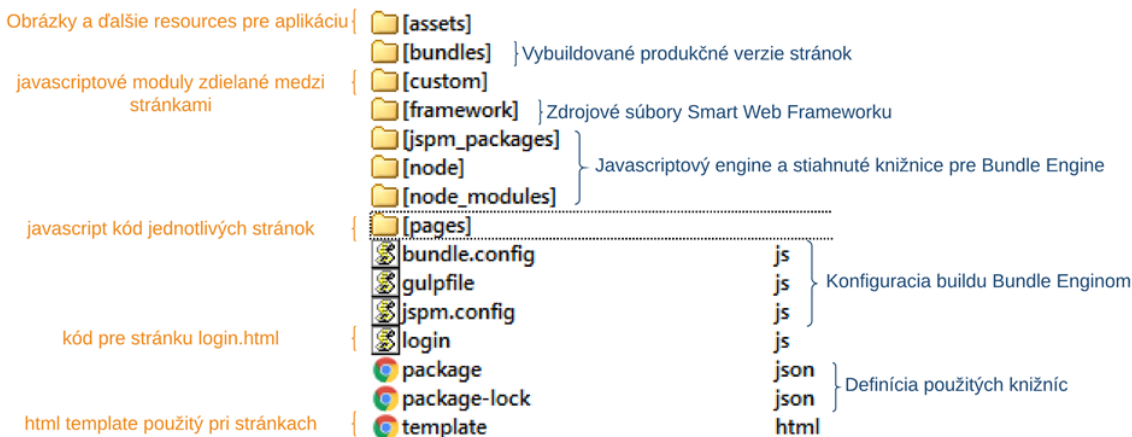 Obrázky a ďalšie resources pre aplikáciu [assets]
[bundles] Vybuildované produkčné verzie stránok
javascriptové moduly zdielané medzi stránkami [custom]
[framework] Zdrojové súbory Smart Web Frameworku
[jspm_packages]
[node] Javascriptový engine a stiahnuté knižnice pre Bundle Engine
[node_modules]
javascript kód jednotlivých stránok [pages]
bundle.config js
gulpfile js Konfiguracia buildu Bundle Enginom
jspm.config js
kód pre stránku login.html login js
package json
Definícia použitých knižníc
package-lock json
html template použitý pri stránkach template html